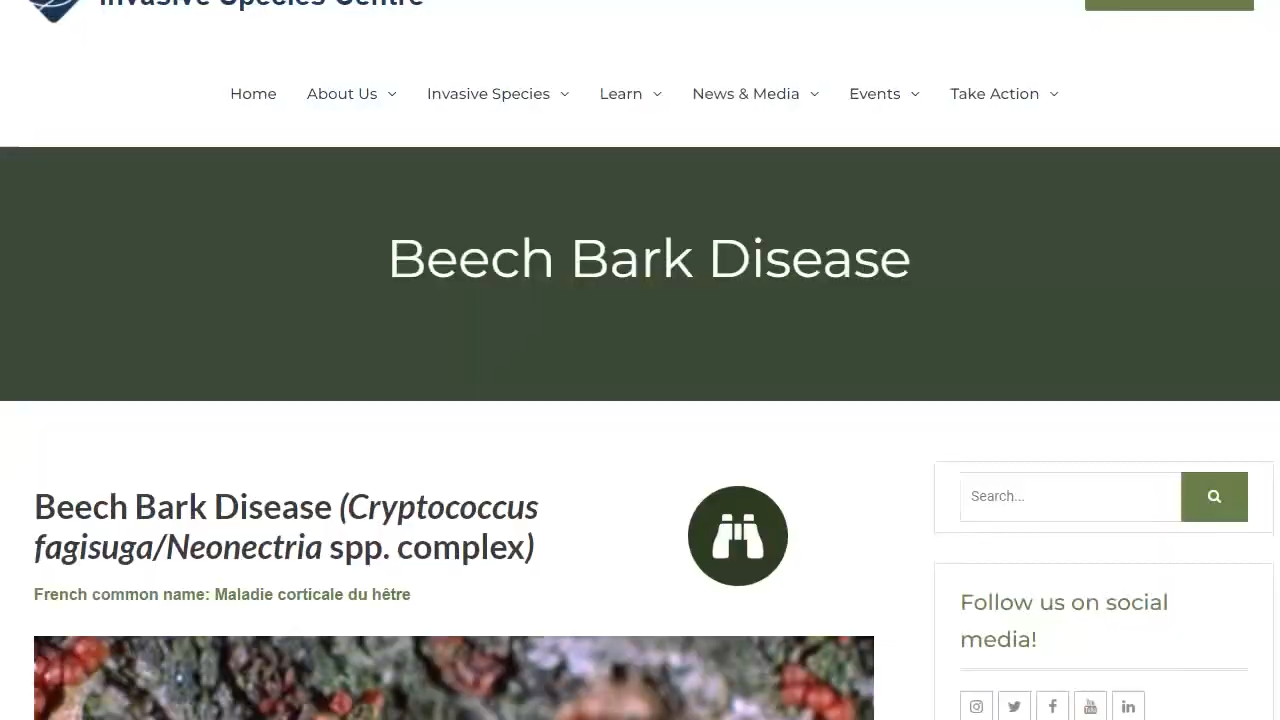 Invasive Species Centre
Home About Us Invasive Species Learn News & Media Events Take Action
Beech Bark Disease
Beech Bark Disease (Cryptococcus
fagisuga/Neonectria spp. complex)
French common name: Maladie corticale du hêtre
Search...
Follow us on social
media!